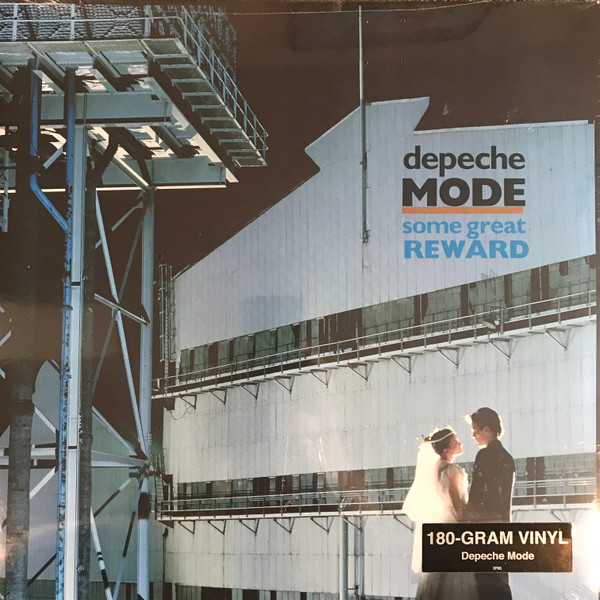 depeche
MODE
some great
REWARD
180-GRAM VINYL
Depeche Mode